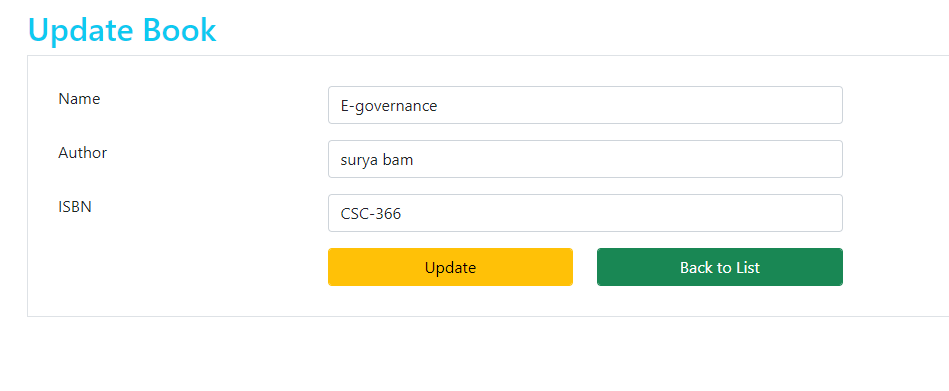 Update Book
Name
E-governance
Author
surya bam
ISBN
CSC-366
Update
Back to List